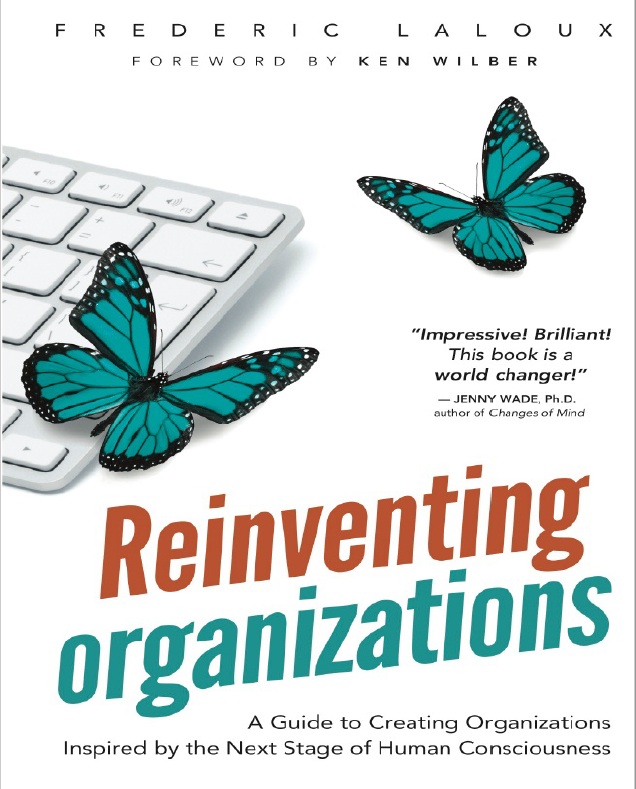 FREDERIC LALOUX
FOREWORD BY KEN WILBER
"Impressive! Brilliant!
This book is a
world changer!"
— JENNY WADE, Ph.D.
author of Changes of Mind
Reinventing
organizations
A Guide to Creating Organizations
Inspired by the Next Stage of Human Consciousness